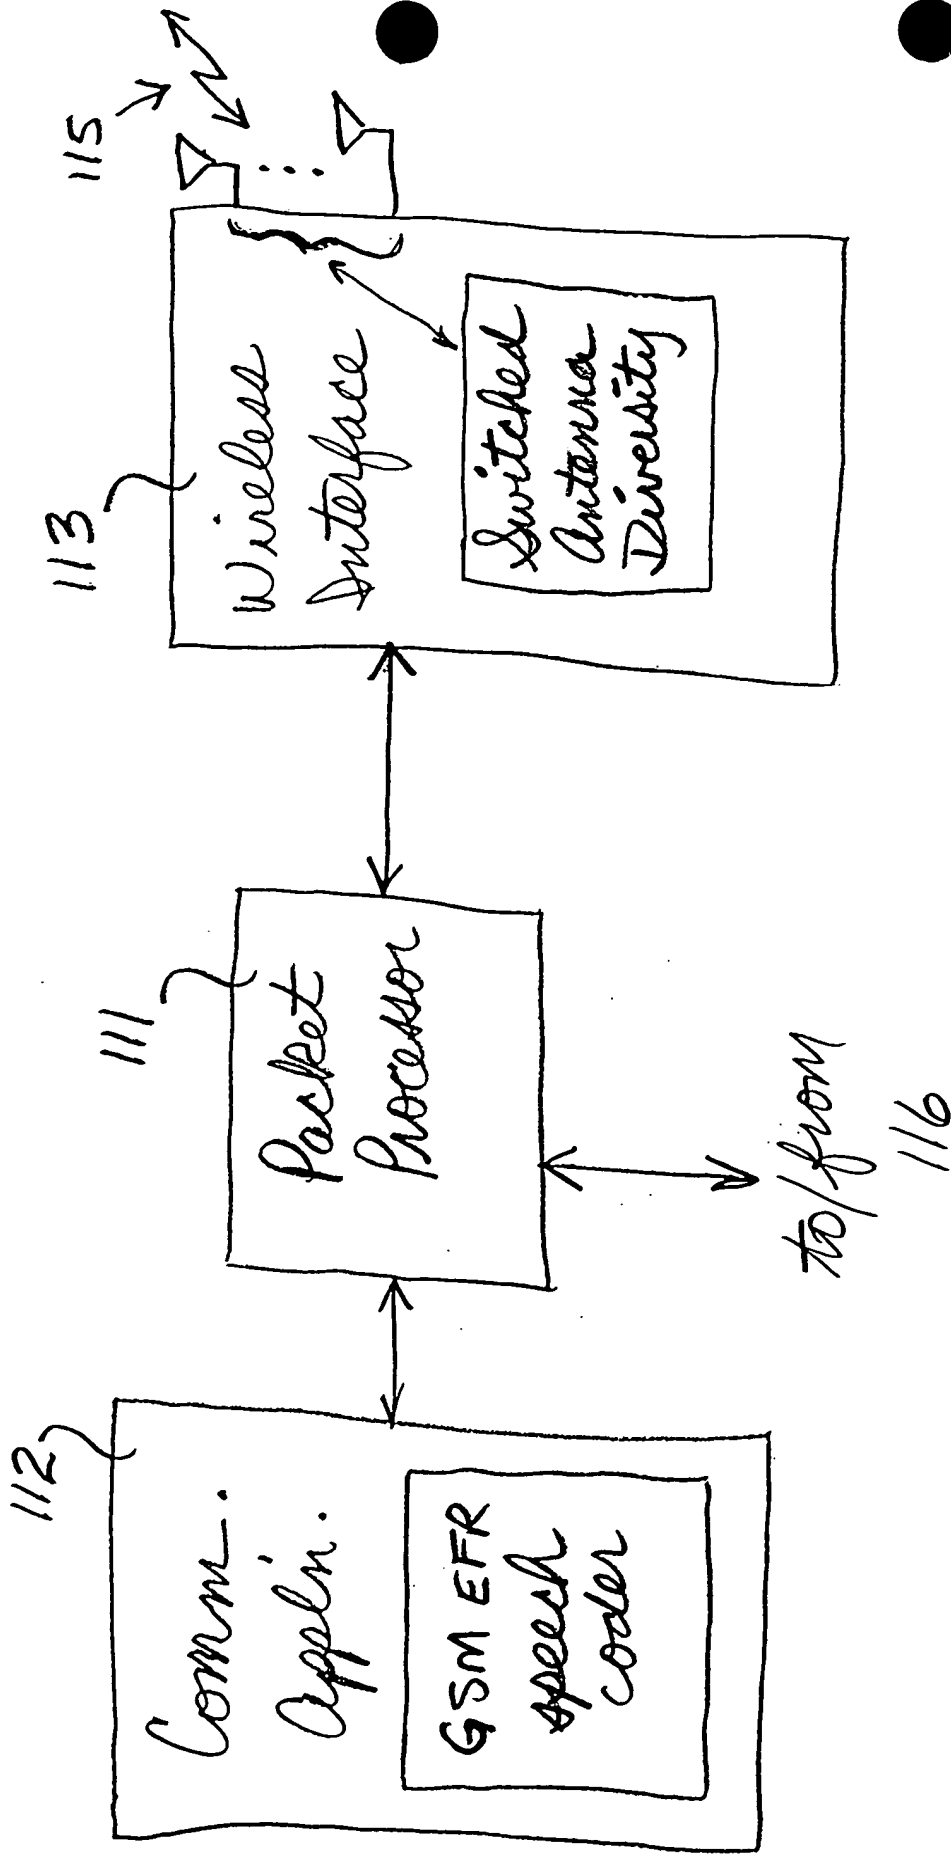 112
Comm.
Appl'n.
GSM EFR
speech
coder
111
Packet
Processor
to/from
116
113
Wireless
Interface
Switched
Antenna
Diversity
115